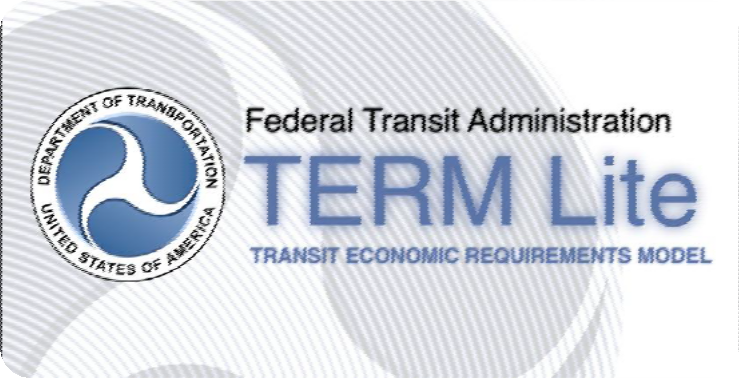 DEPARTMENT OF TRANSPORTATION
UNITED STATES OF AMERICA
Federal Transit Administration
TERM Lite
TRANSIT ECONOMIC REQUIREMENTS MODEL